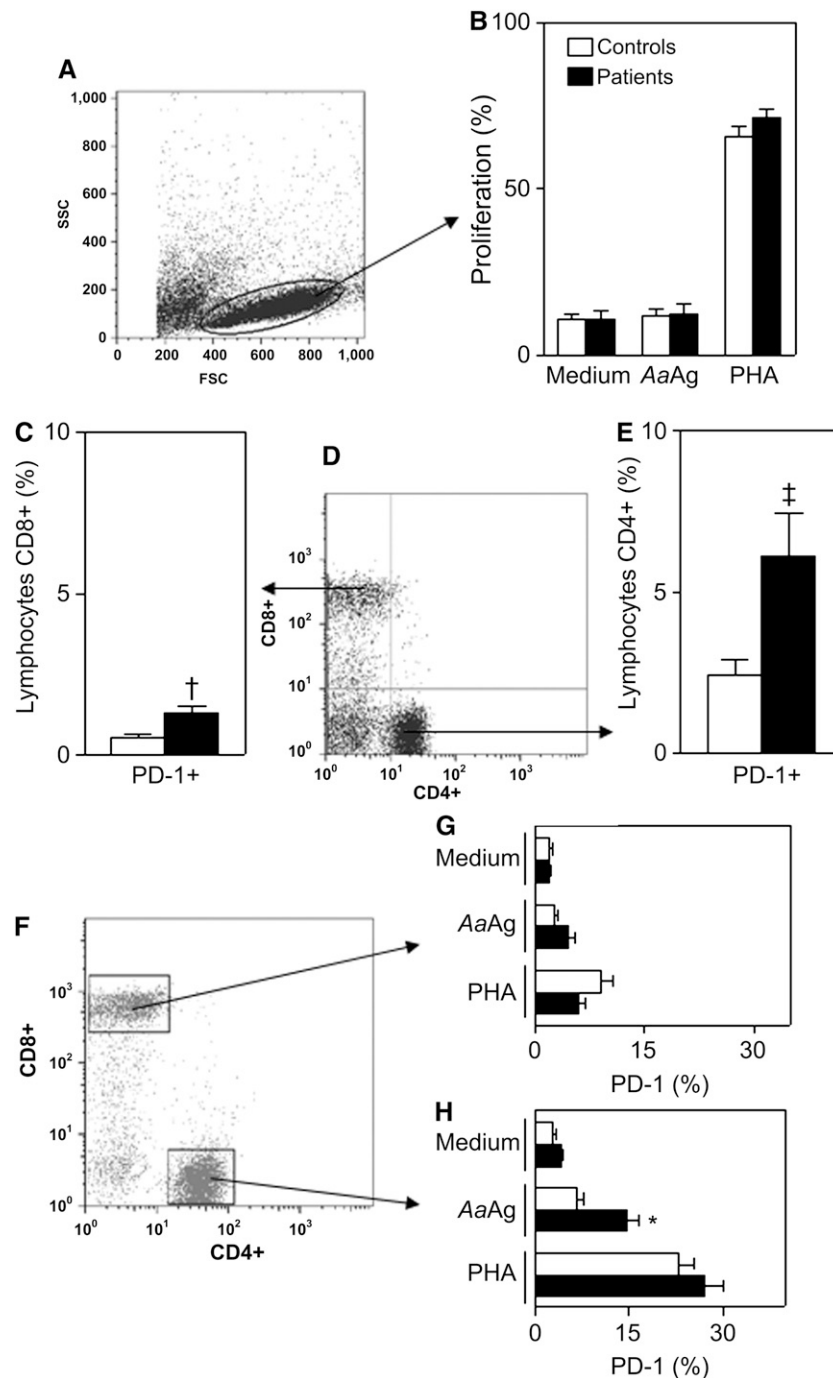 A
1,000
800
600
400
200
0
SSC
0 200 400 600 800 1,000
FSC
B
Controls
Patients
100
50
0
Proliferation (%)
Medium AaAg PHA
C
10
5
0
Lymphocytes CD8+ (%)
†
PD-1+
D
10³
10²
10¹
10⁰
CD8+
10⁰ 10¹ 10² 10³
CD4+
E
10
5
0
Lymphocytes CD4+ (%)
‡
PD-1+
F
10³
10²
10¹
10⁰
CD8+
10⁰ 10¹ 10² 10³
CD4+
G
Medium
AaAg
PHA
0 15 30
PD-1 (%)
H
Medium
AaAg
*
PHA
0 15 30
PD-1 (%)